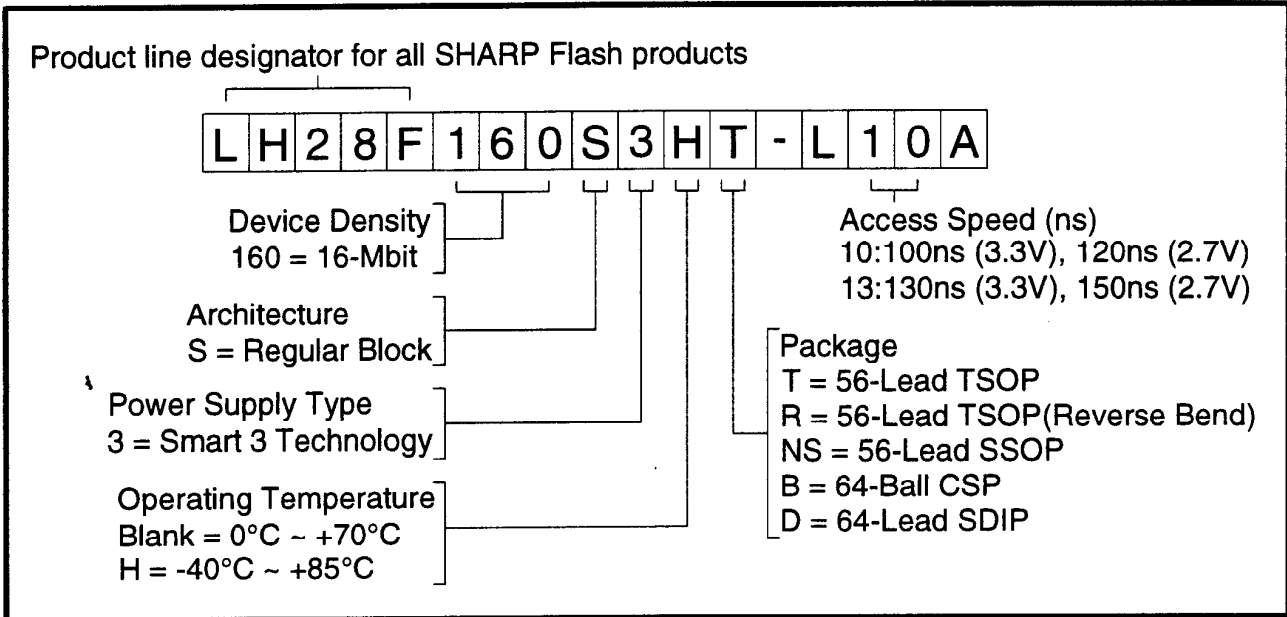 Product line designator for all SHARP Flash products
LH28F160S3HT-L10A
Device Density
160 = 16-Mbit
Architecture
S = Regular Block
Power Supply Type
3 = Smart 3 Technology
Operating Temperature
Blank = 0°C ~ +70°C
H = -40°C ~ +85°C
Access Speed (ns)
10:100ns (3.3V), 120ns (2.7V)
13:130ns (3.3V), 150ns (2.7V)
Package
T = 56-Lead TSOP
R = 56-Lead TSOP(Reverse Bend)
NS = 56-Lead SSOP
B = 64-Ball CSP
D = 64-Lead SDIP